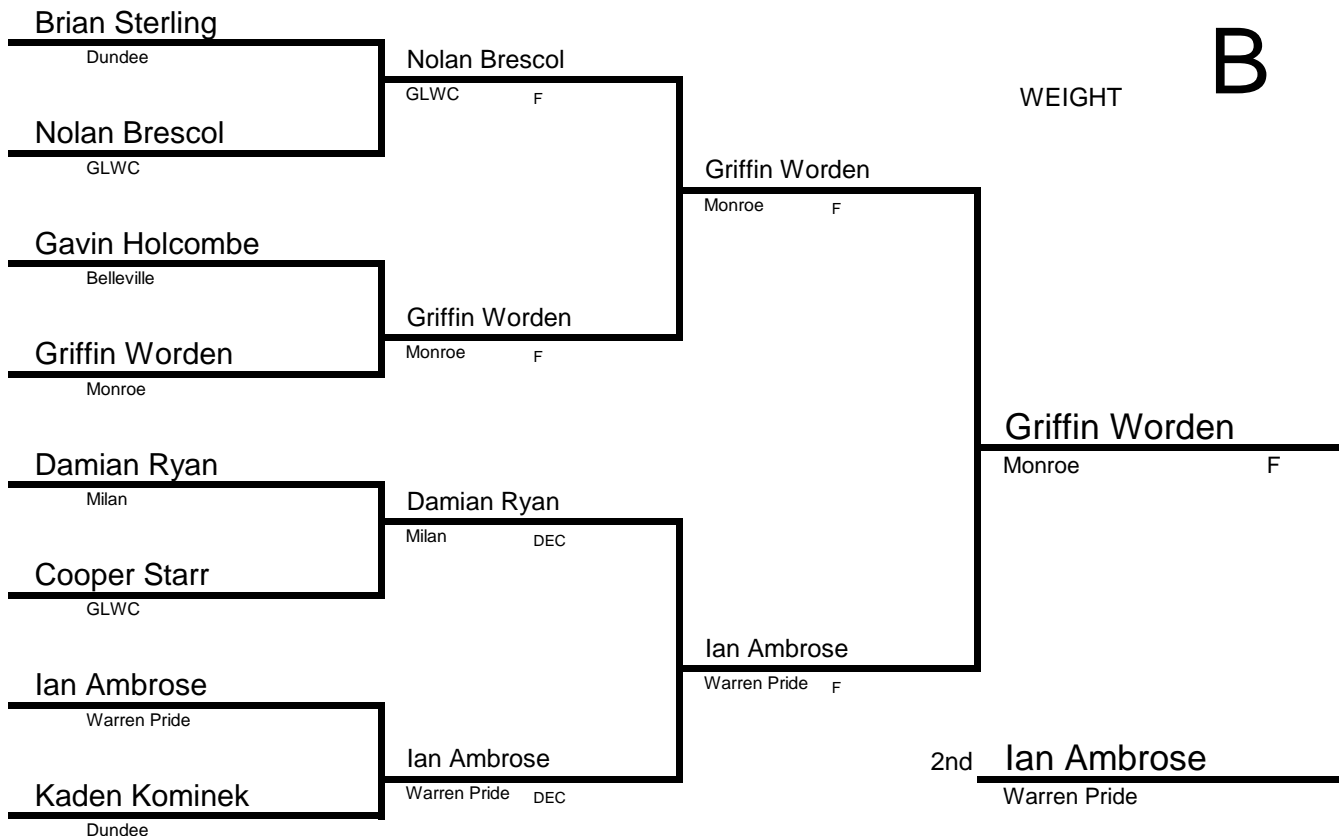 Brian Sterling
Dundee
Nolan Brescol
GLWC
Gavin Holcombe
Belleville
Griffin Worden
Monroe
Damian Ryan
Milan
Cooper Starr
GLWC
Ian Ambrose
Warren Pride
Kaden Kominek
Dundee
Nolan Brescol
GLWC F
Griffin Worden
Monroe F
Damian Ryan
Milan DEC
Ian Ambrose
Warren Pride DEC
Griffin Worden
Monroe F
Ian Ambrose
Warren Pride F
WEIGHT B
Griffin Worden
Monroe F
2nd Ian Ambrose
Warren Pride